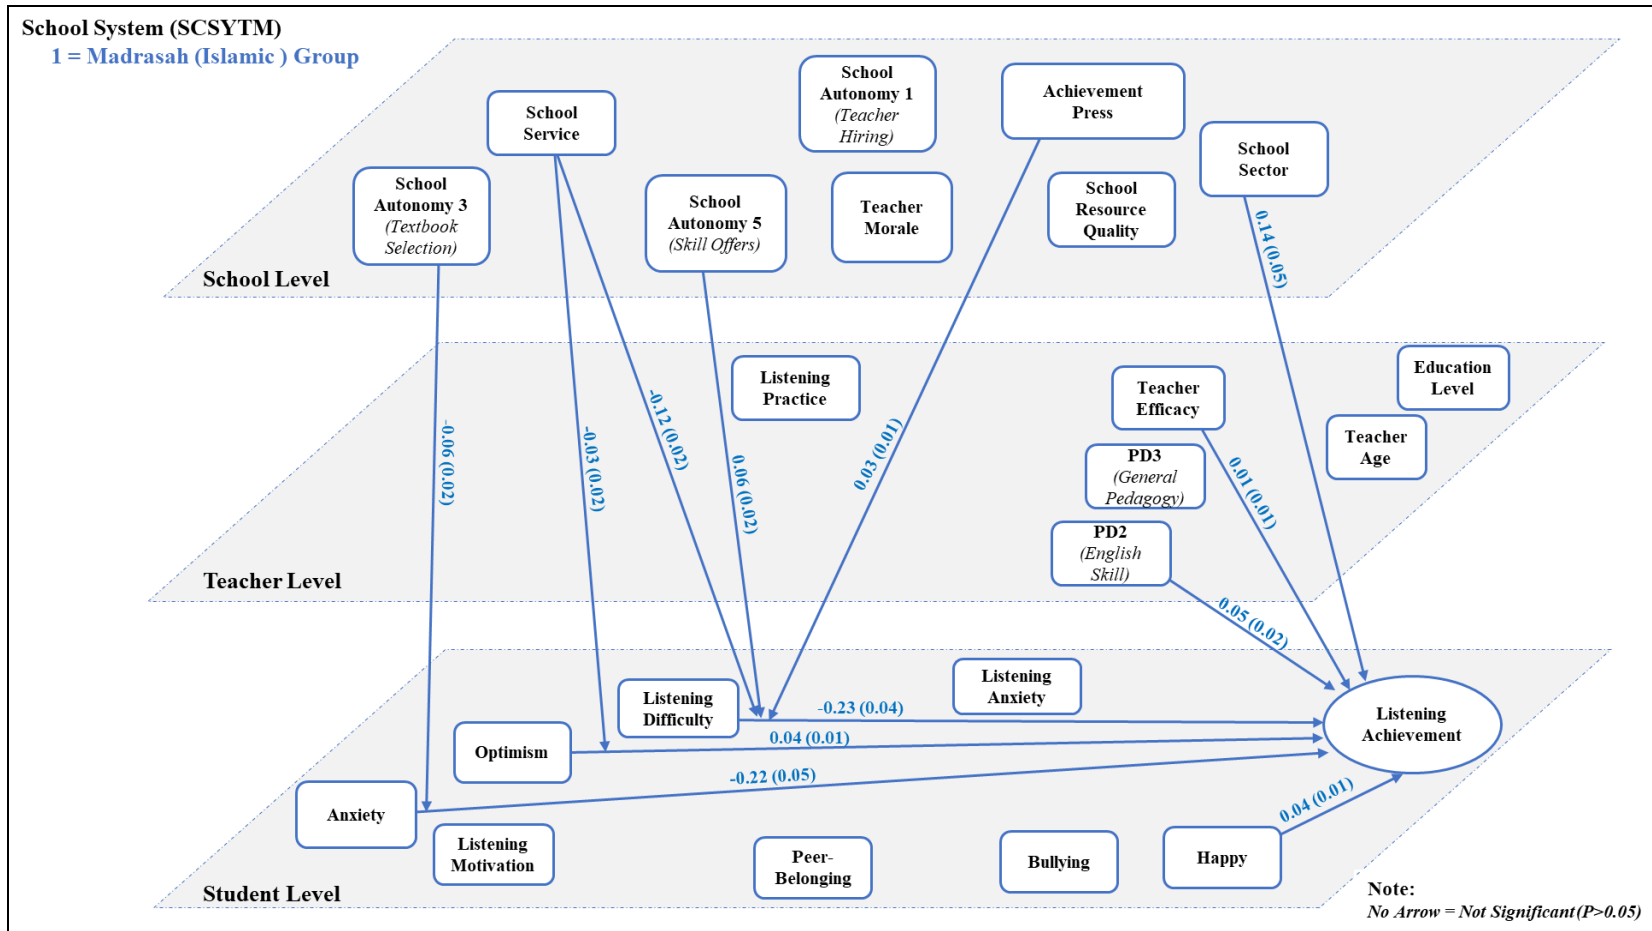 School System (SCSYTM)
1 = Madrasah (Islamic ) Group
School
Service
School
Autonomy 1
(Teacher
Hiring)
Achievement
Press
School
Sector
School
Autonomy 3
(Textbook
Selection)
School
Autonomy 5
(Skill Offers)
Teacher
Morale
School
Resource
Quality
0.14 (0.05)
School Level
Listening
Practice
Teacher
Efficacy
Education
Level
Teacher
Age
PD3
(General
Pedagogy)
PD2
(English
Skill)
-0.06 (0.02)
-0.03 (0.02)
-0.12 (0.02)
0.06 (0.02)
0.03 (0.01)
0.01 (0.01)
0.05 (0.02)
Teacher Level
Listening
Difficulty
Listening
Anxiety
-0.23 (0.04)
Listening
Achievement
Optimism
0.04 (0.01)
-0.22 (0.05)
Anxiety
0.04 (0.01)
Listening
Motivation
Peer-
Belonging
Bullying
Happy
Student Level
Note:
No Arrow = Not Significant(P>0.05)